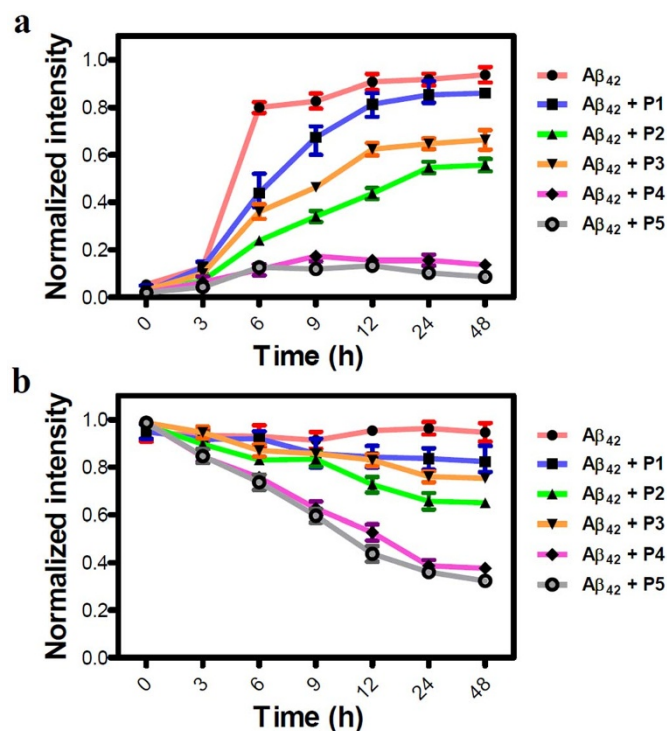 a
Normalized intensity
1.0
0.8
0.6
0.4
0.2
0.0
0 3 6 9 12 24 48
Time (h)
Aβ42
Aβ42 + P1
Aβ42 + P2
Aβ42 + P3
Aβ42 + P4
Aβ42 + P5
b
Normalized intensity
1.0
0.8
0.6
0.4
0.2
0.0
0 3 6 9 12 24 48
Time (h)
Aβ42
Aβ42 + P1
Aβ42 + P2
Aβ42 + P3
Aβ42 + P4
Aβ42 + P5